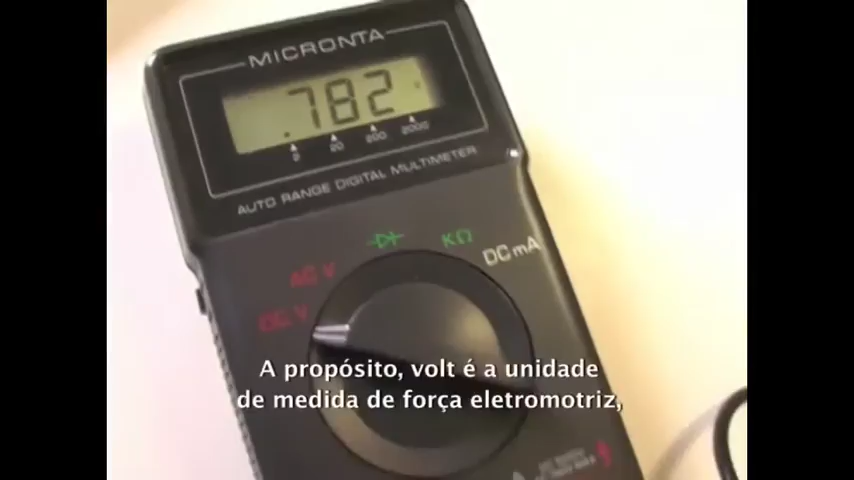 MICRONTA
.782
2 20 200 2000
AUTO RANGE DIGITAL MULTIMETER
KΩ
DC mA
AC V
DC V
A propósito, volt é a unidade
de medida de força eletromotriz,